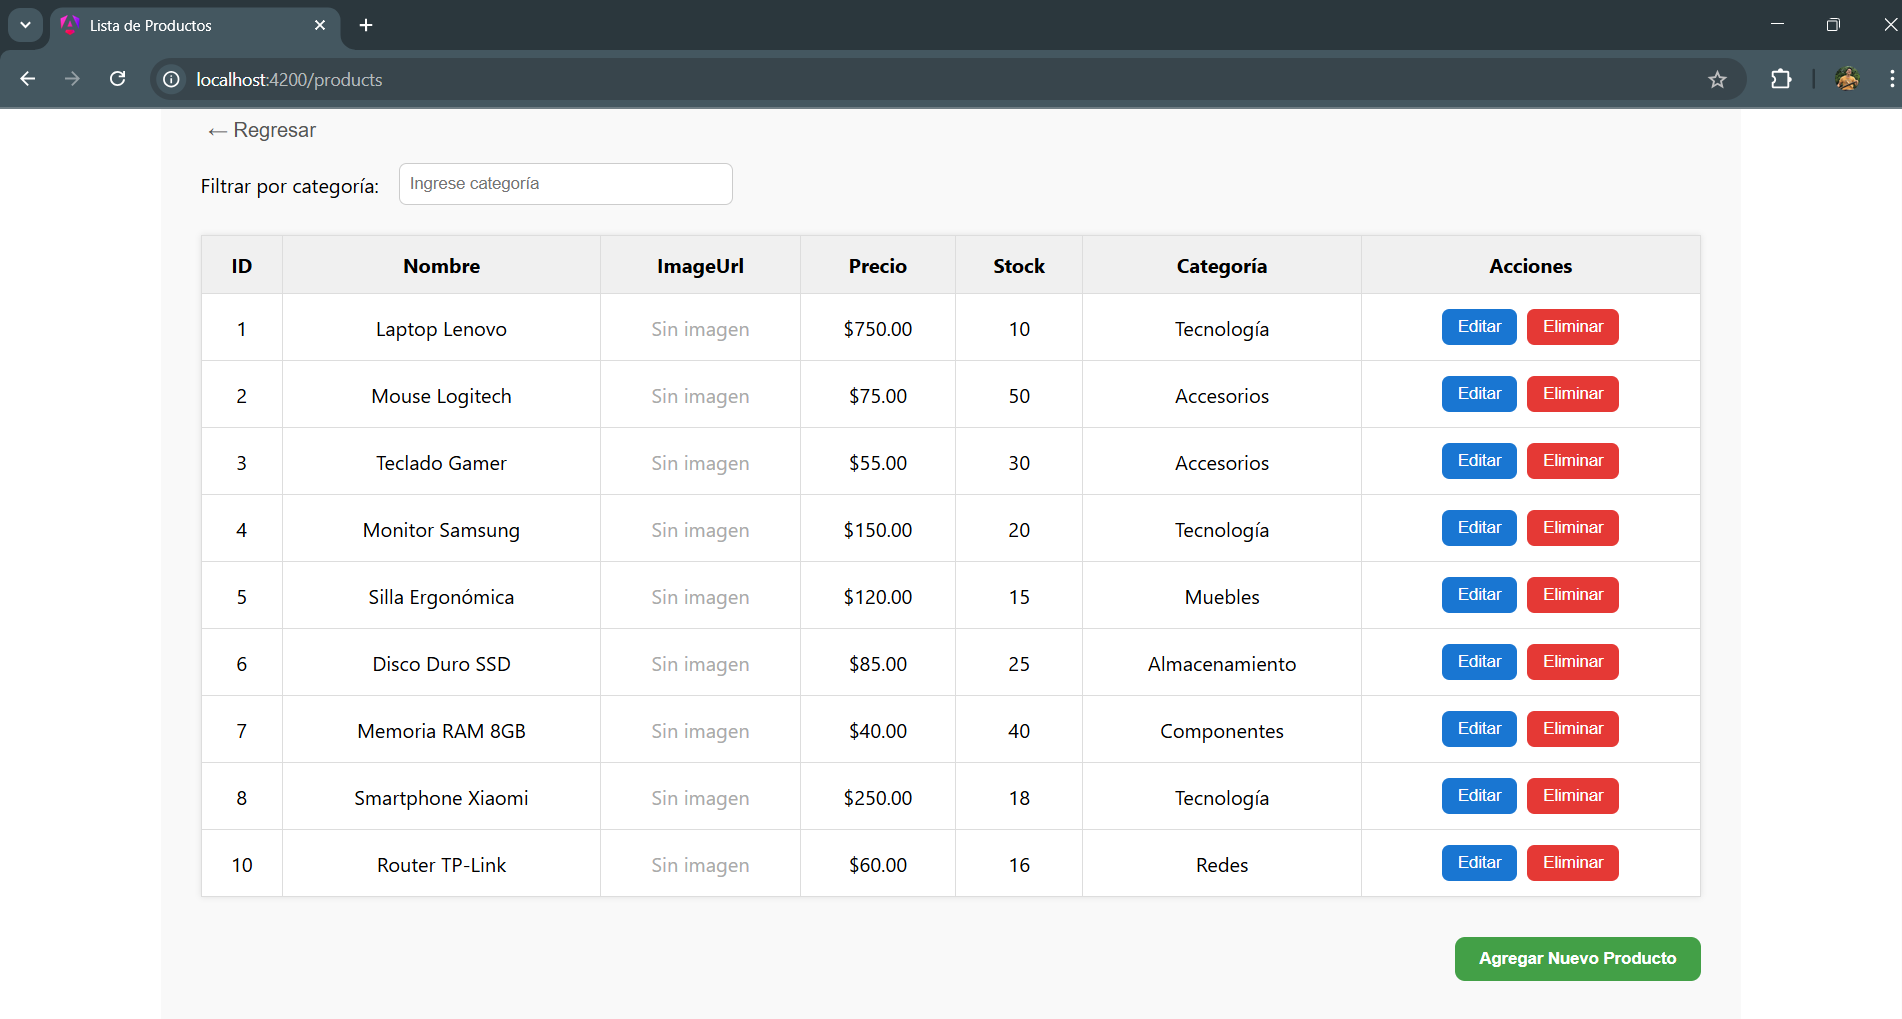 Lista de Productos
localhost:4200/products
← Regresar
Filtrar por categoría: Ingrese categoría
ID Nombre ImageUrl Precio Stock Categoría Acciones
1 Laptop Lenovo Sin imagen $750.00 10 Tecnología Editar Eliminar
2 Mouse Logitech Sin imagen $75.00 50 Accesorios Editar Eliminar
3 Teclado Gamer Sin imagen $55.00 30 Accesorios Editar Eliminar
4 Monitor Samsung Sin imagen $150.00 20 Tecnología Editar Eliminar
5 Silla Ergonómica Sin imagen $120.00 15 Muebles Editar Eliminar
6 Disco Duro SSD Sin imagen $85.00 25 Almacenamiento Editar Eliminar
7 Memoria RAM 8GB Sin imagen $40.00 40 Componentes Editar Eliminar
8 Smartphone Xiaomi Sin imagen $250.00 18 Tecnología Editar Eliminar
10 Router TP-Link Sin imagen $60.00 16 Redes Editar Eliminar
Agregar Nuevo Producto